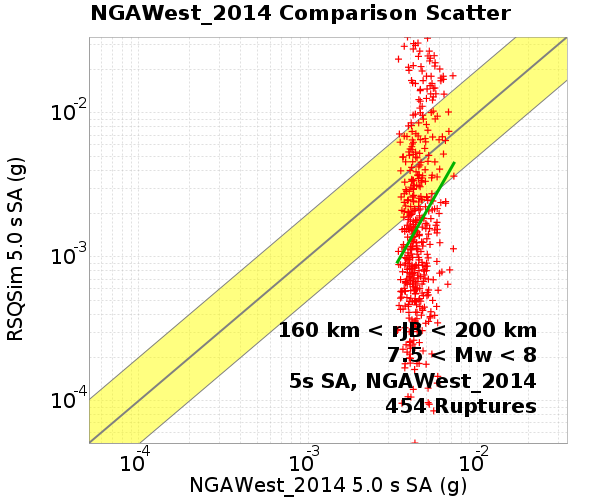 NGAWest_2014 Comparison Scatter
RSQSim 5.0 s SA (g)
10-2
10-3
10-4
160 km < rJB < 200 km
7.5 < Mw < 8
5s SA, NGAWest_2014
454 Ruptures
10-4 10-3 10-2
NGAWest_2014 5.0 s SA (g)